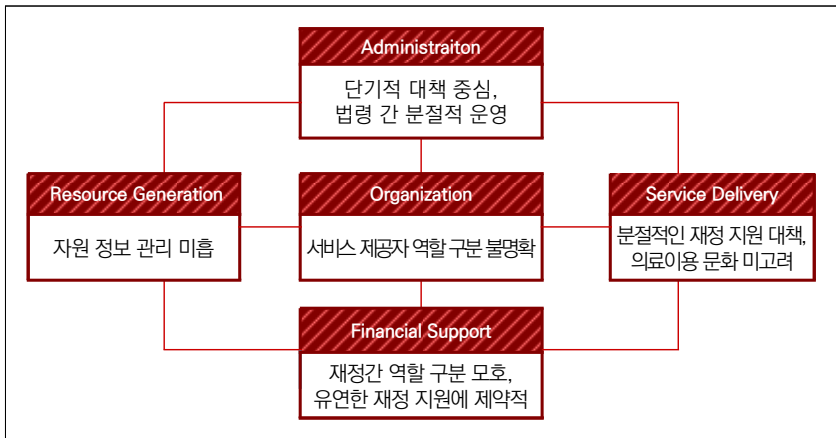 Administraiton
단기적 대책 중심,
법령 간 분절적 운영
Resource Generation
자원 정보 관리 미흡
Organization
서비스 제공자 역할 구분 불명확
Service Delivery
분절적인 재정 지원 대책,
의료이용 문화 미고려
Financial Support
재정간 역할 구분 모호,
유연한 재정 지원에 제약적